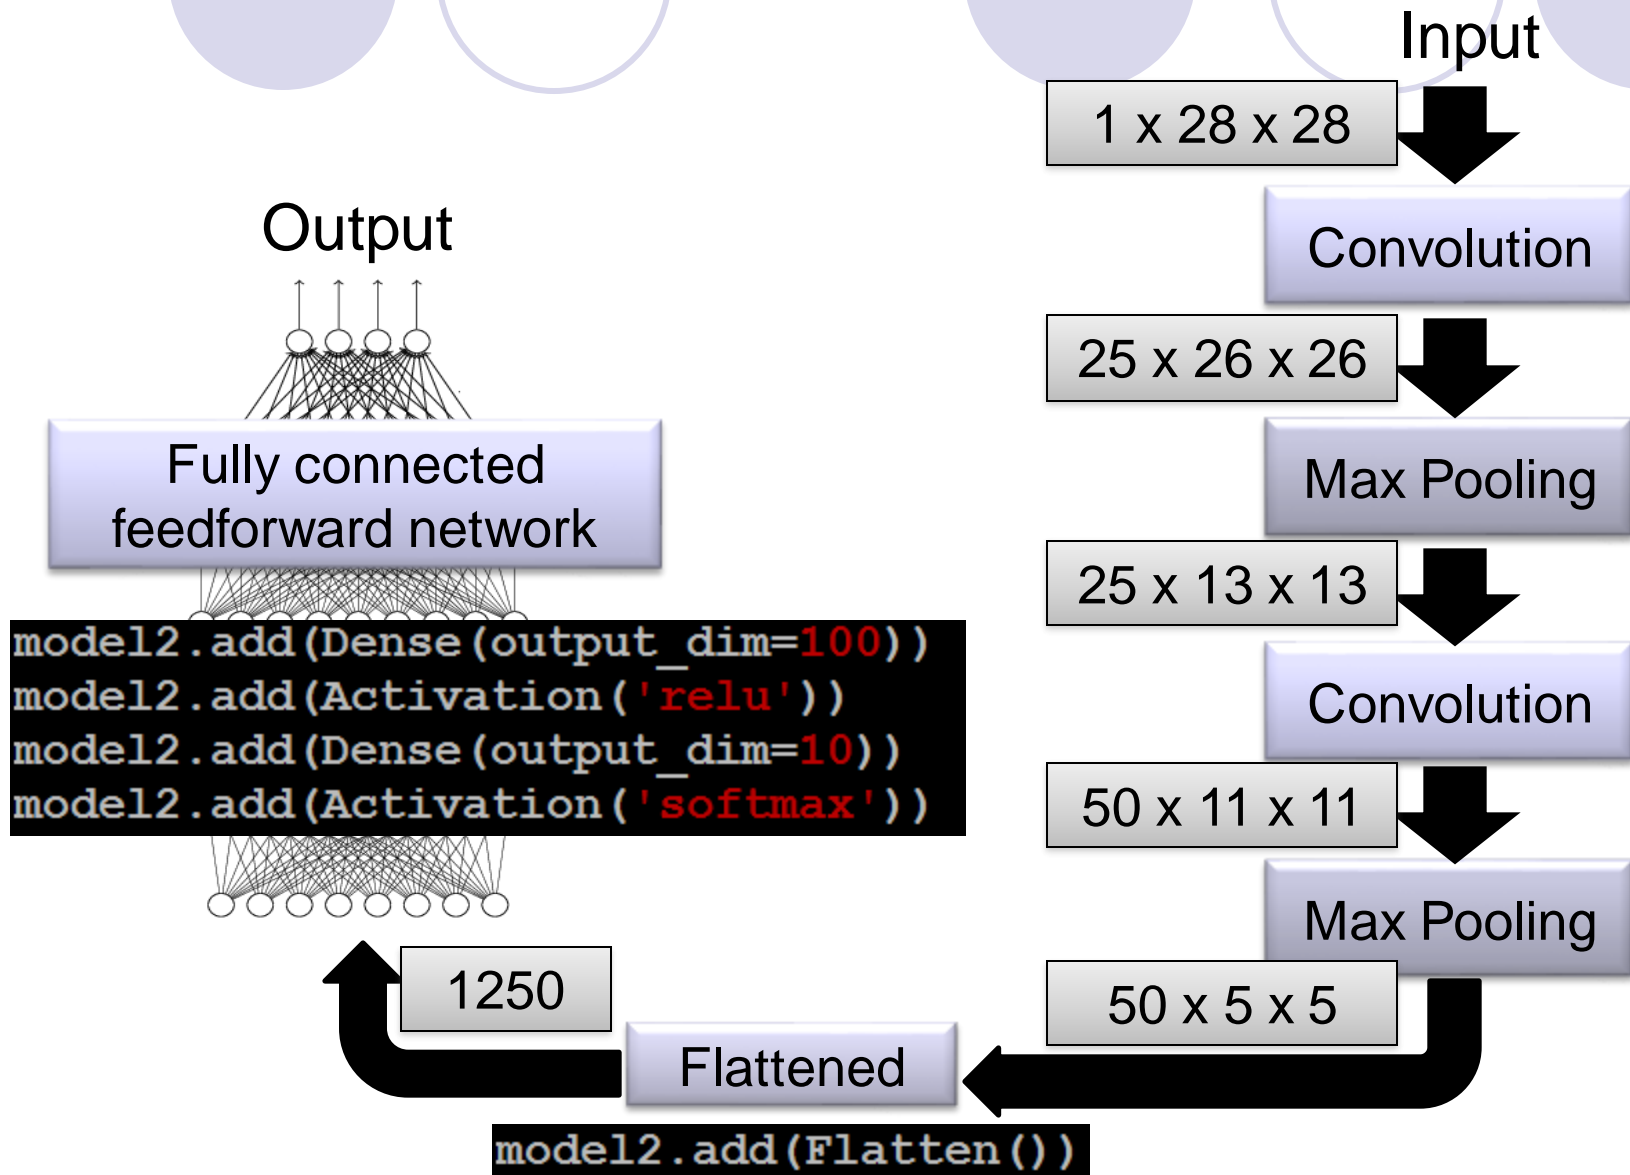 Input
1 x 28 x 28
Convolution
25 x 26 x 26
Max Pooling
25 x 13 x 13
Convolution
50 x 11 x 11
Max Pooling
50 x 5 x 5
Flattened
model2.add(Flatten())
1250
Output
Fully connected
feedforward network
model2.add(Dense(output_dim=100))
model2.add(Activation('relu'))
model2.add(Dense(output_dim=10))
model2.add(Activation('softmax'))